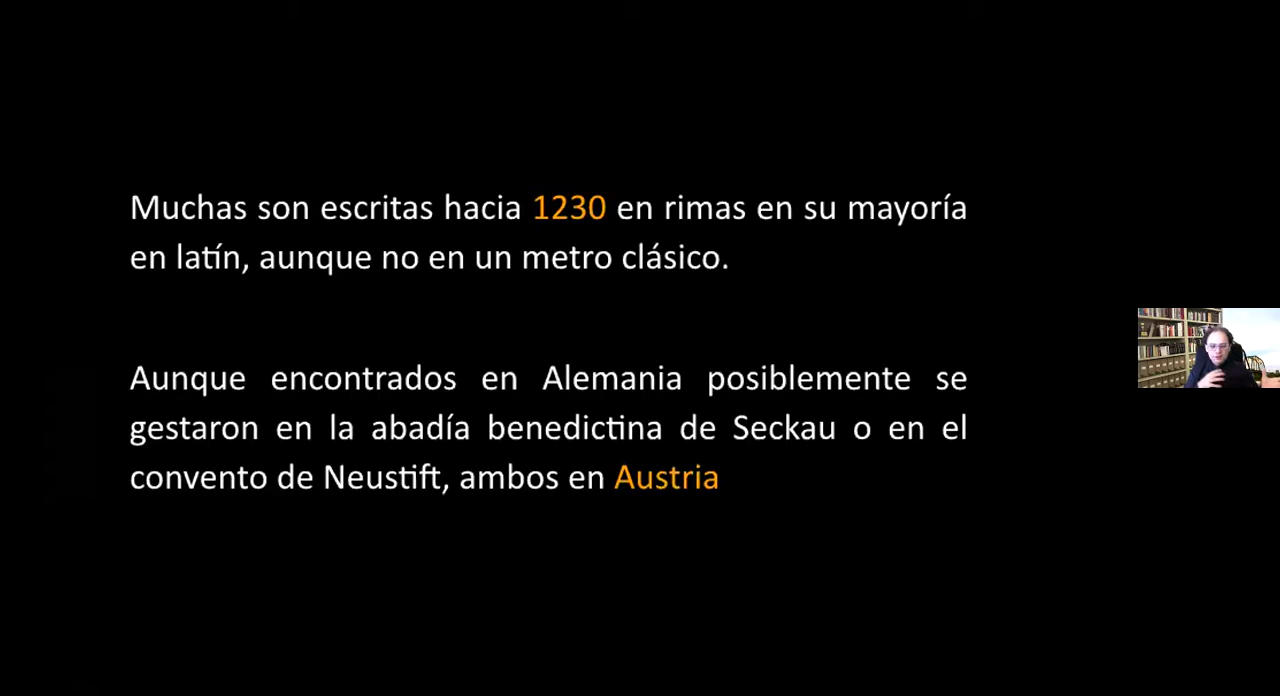 Muchas son escritas hacia 1230 en rimas en su mayoría
en latín, aunque no en un metro clásico.
Aunque encontrados en Alemania posiblemente se
gestaron en la abadía benedictina de Seckau o en el
convento de Neustift, ambos en Austria